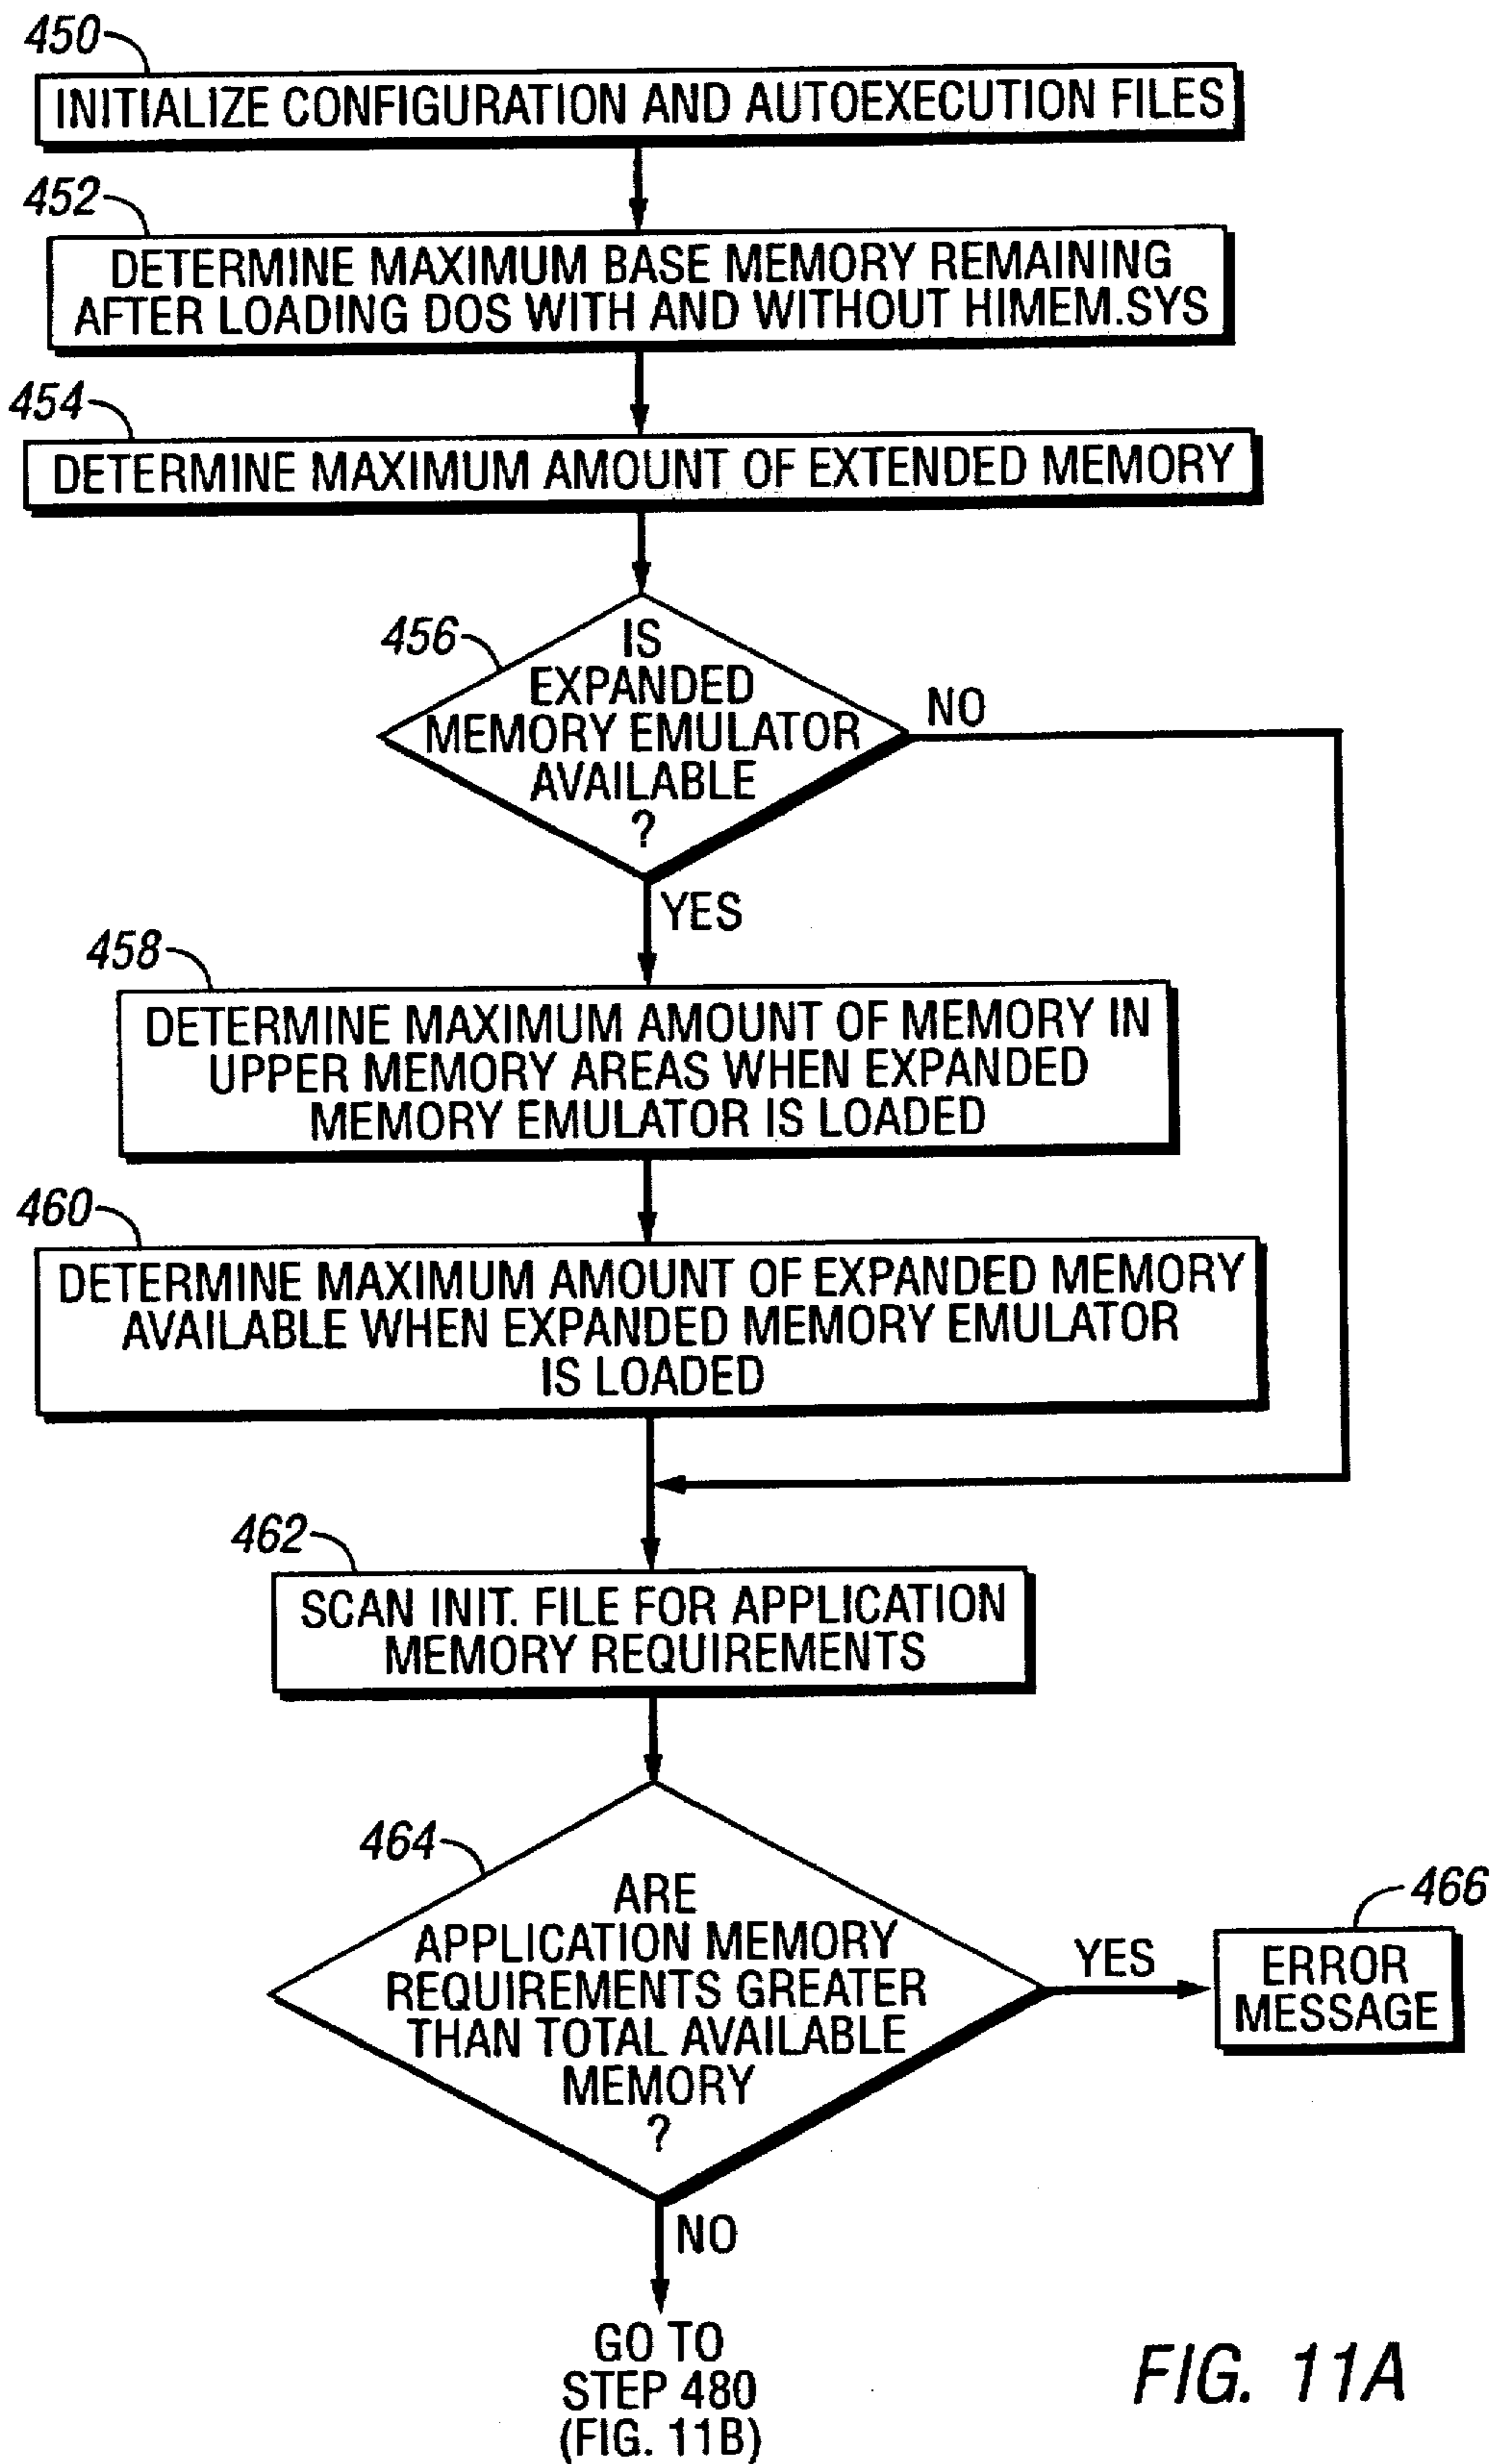 450
INITIALIZE CONFIGURATION AND AUTOEXECUTION FILES
452
DETERMINE MAXIMUM BASE MEMORY REMAINING
AFTER LOADING DOS WITH AND WITHOUT HIMEM.SYS
454
DETERMINE MAXIMUM AMOUNT OF EXTENDED MEMORY
456
IS
EXPANDED
MEMORY EMULATOR
AVAILABLE
?
NO
YES
458
DETERMINE MAXIMUM AMOUNT OF MEMORY IN
UPPER MEMORY AREAS WHEN EXPANDED
MEMORY EMULATOR IS LOADED
460
DETERMINE MAXIMUM AMOUNT OF EXPANDED MEMORY
AVAILABLE WHEN EXPANDED MEMORY EMULATOR
IS LOADED
462
SCAN INIT. FILE FOR APPLICATION
MEMORY REQUIREMENTS
464
ARE
APPLICATION MEMORY
REQUIREMENTS GREATER
THAN TOTAL AVAILABLE
MEMORY
?
YES
466
ERROR
MESSAGE
NO
GO TO
STEP 480
(FIG. 11B)
FIG. 11A